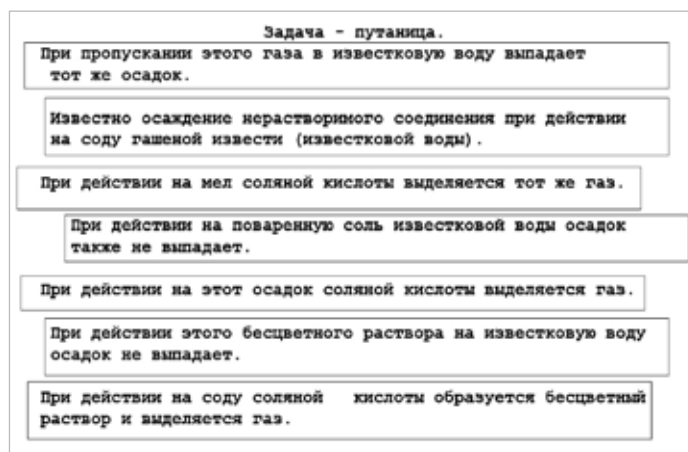 Задача - путаница.
При пропускании этого газа в известковую воду выпадает
тот же осадок.
Известно осаждение нерастворимого соединения при действии
на соду гашеной извести (известковой воды).
При действии на мел соляной кислоты выделяется тот же газ.
При действии на поваренную соль известковой воды осадок
также не выпадает.
При действии на этот осадок соляной кислоты выделяется газ.
При действии этого бесцветного раствора на известковую воду
осадок не выпадает.
При действии на соду соляной кислоты образуется бесцветный
раствор и выделяется газ.